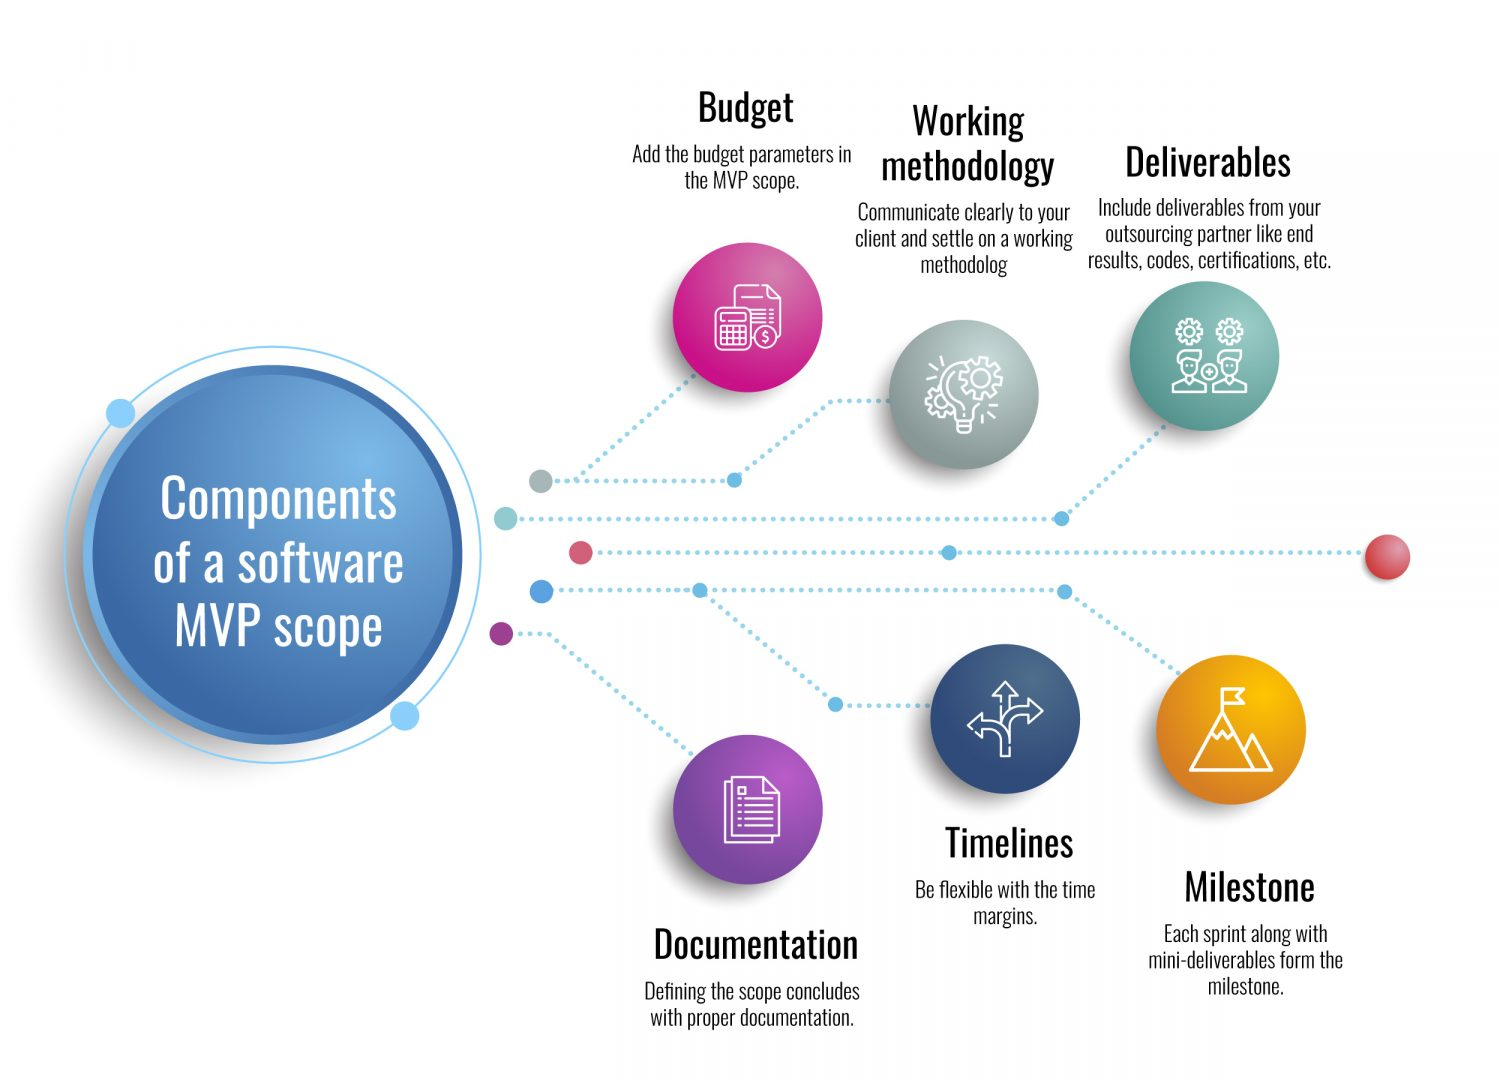 Components
of a software
MVP scope
Budget
Add the budget parameters in
the MVP scope.
Working
methodology
Communicate clearly to your
client and settle on a working
methodolog
Deliverables
Include deliverables from your
outsourcing partner like end
results, codes, certifications, etc.
$
Documentation
Defining the scope concludes
with proper documentation.
Timelines
Be flexible with the time
margins.
Milestone
Each sprint along with
mini-deliverables form the
milestone.